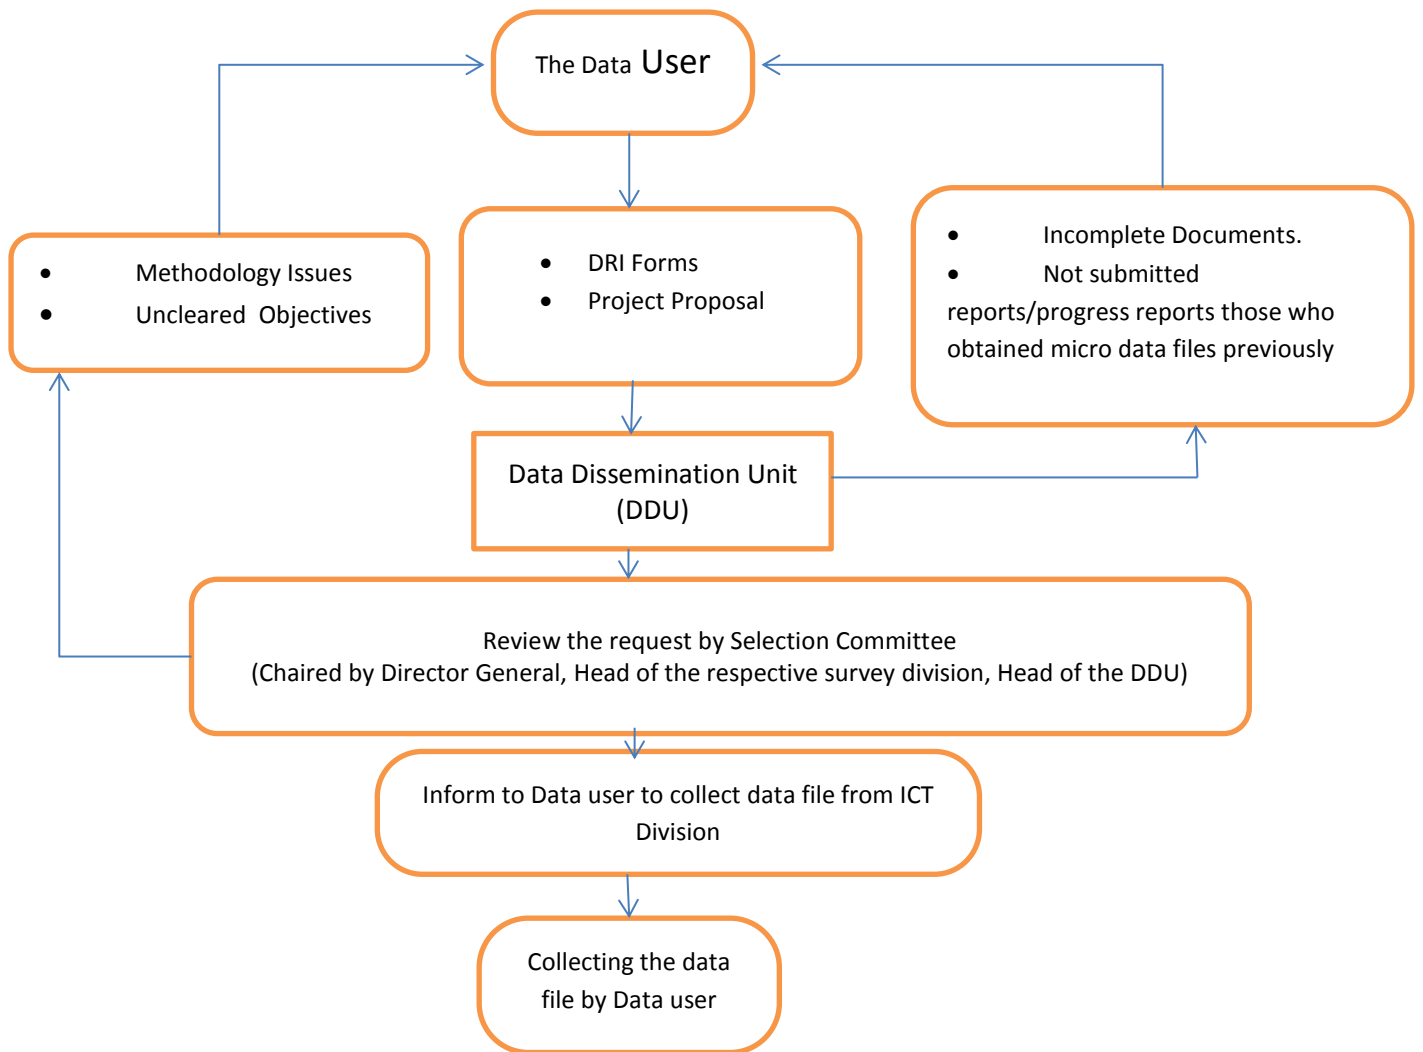 The Data User
• Methodology Issues
• Uncleared Objectives
• DRI Forms
• Project Proposal
• Incomplete Documents.
• Not submitted
reports/progress reports those who
obtained micro data files previously
Data Dissemination Unit
(DDU)
Review the request by Selection Committee
(Chaired by Director General, Head of the respective survey division, Head of the DDU)
Inform to Data user to collect data file from ICT
Division
Collecting the data
file by Data user